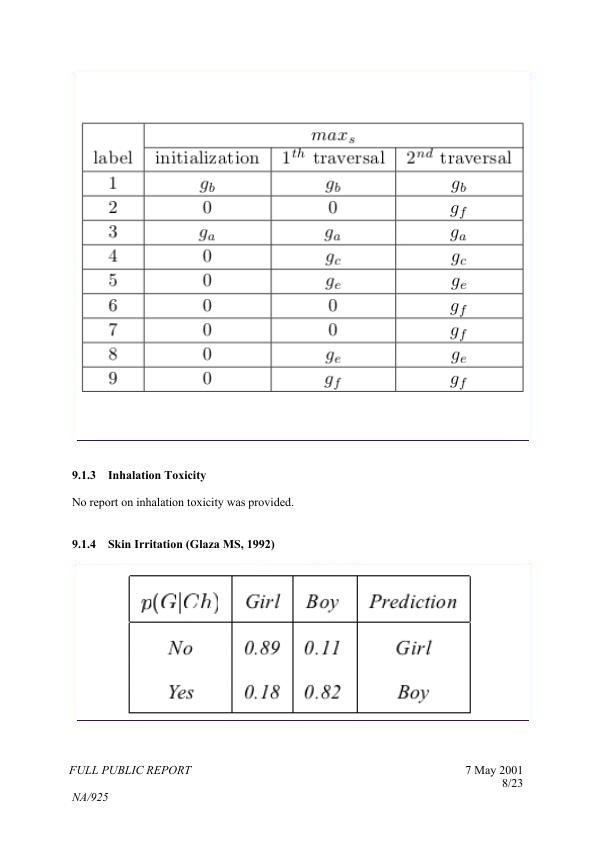 max_s
label initialization 1^th traversal 2^nd traversal
1 g_b g_b g_b
2 0 0 g_f
3 g_a g_a g_a
4 0 g_c g_c
5 0 g_e g_e
6 0 0 g_f
7 0 0 g_f
8 0 g_e g_e
9 0 g_f g_f
9.1.3 Inhalation Toxicity
No report on inhalation toxicity was provided.
9.1.4 Skin Irritation (Glaza MS, 1992)
p(G|Ch) Girl Boy Prediction
No 0.89 0.11 Girl
Yes 0.18 0.82 Boy
FULL PUBLIC REPORT 7 May 2001
8/23
NA/925